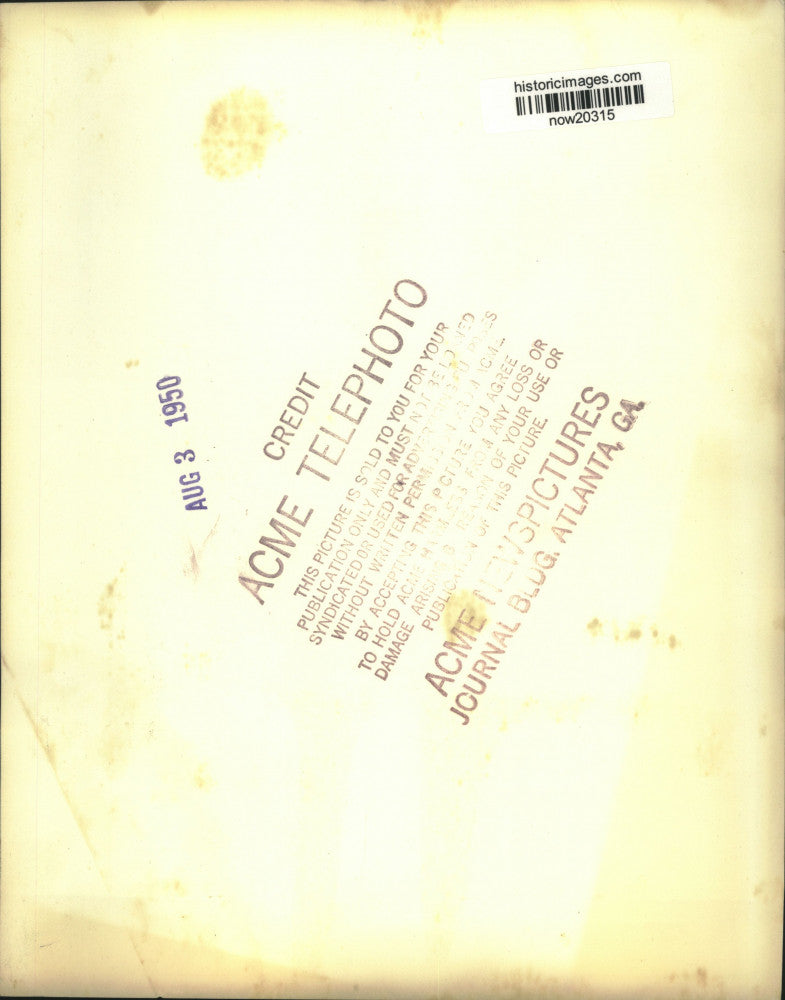 historicimages.com
now20315
AUG 3 1950
CREDIT
ACME TELEPHOTO
THIS PICTURE IS SOLD TO YOU FOR YOUR
PUBLICATION ONLY AND MUST NOT BE
SYNDICATED OR USED FOR
WITHOUT WRITTEN
BY ACCEPTING THIS PICTURE YOU AGREE
TO HOLD ACME FROM ANY LOSS OR
DAMAGE ARISING OF YOUR USE OR
PUBLICATION OF THIS PICTURE.
ACME NEWSPICTURES
JOURNAL BLDG. ATLANTA, GA.